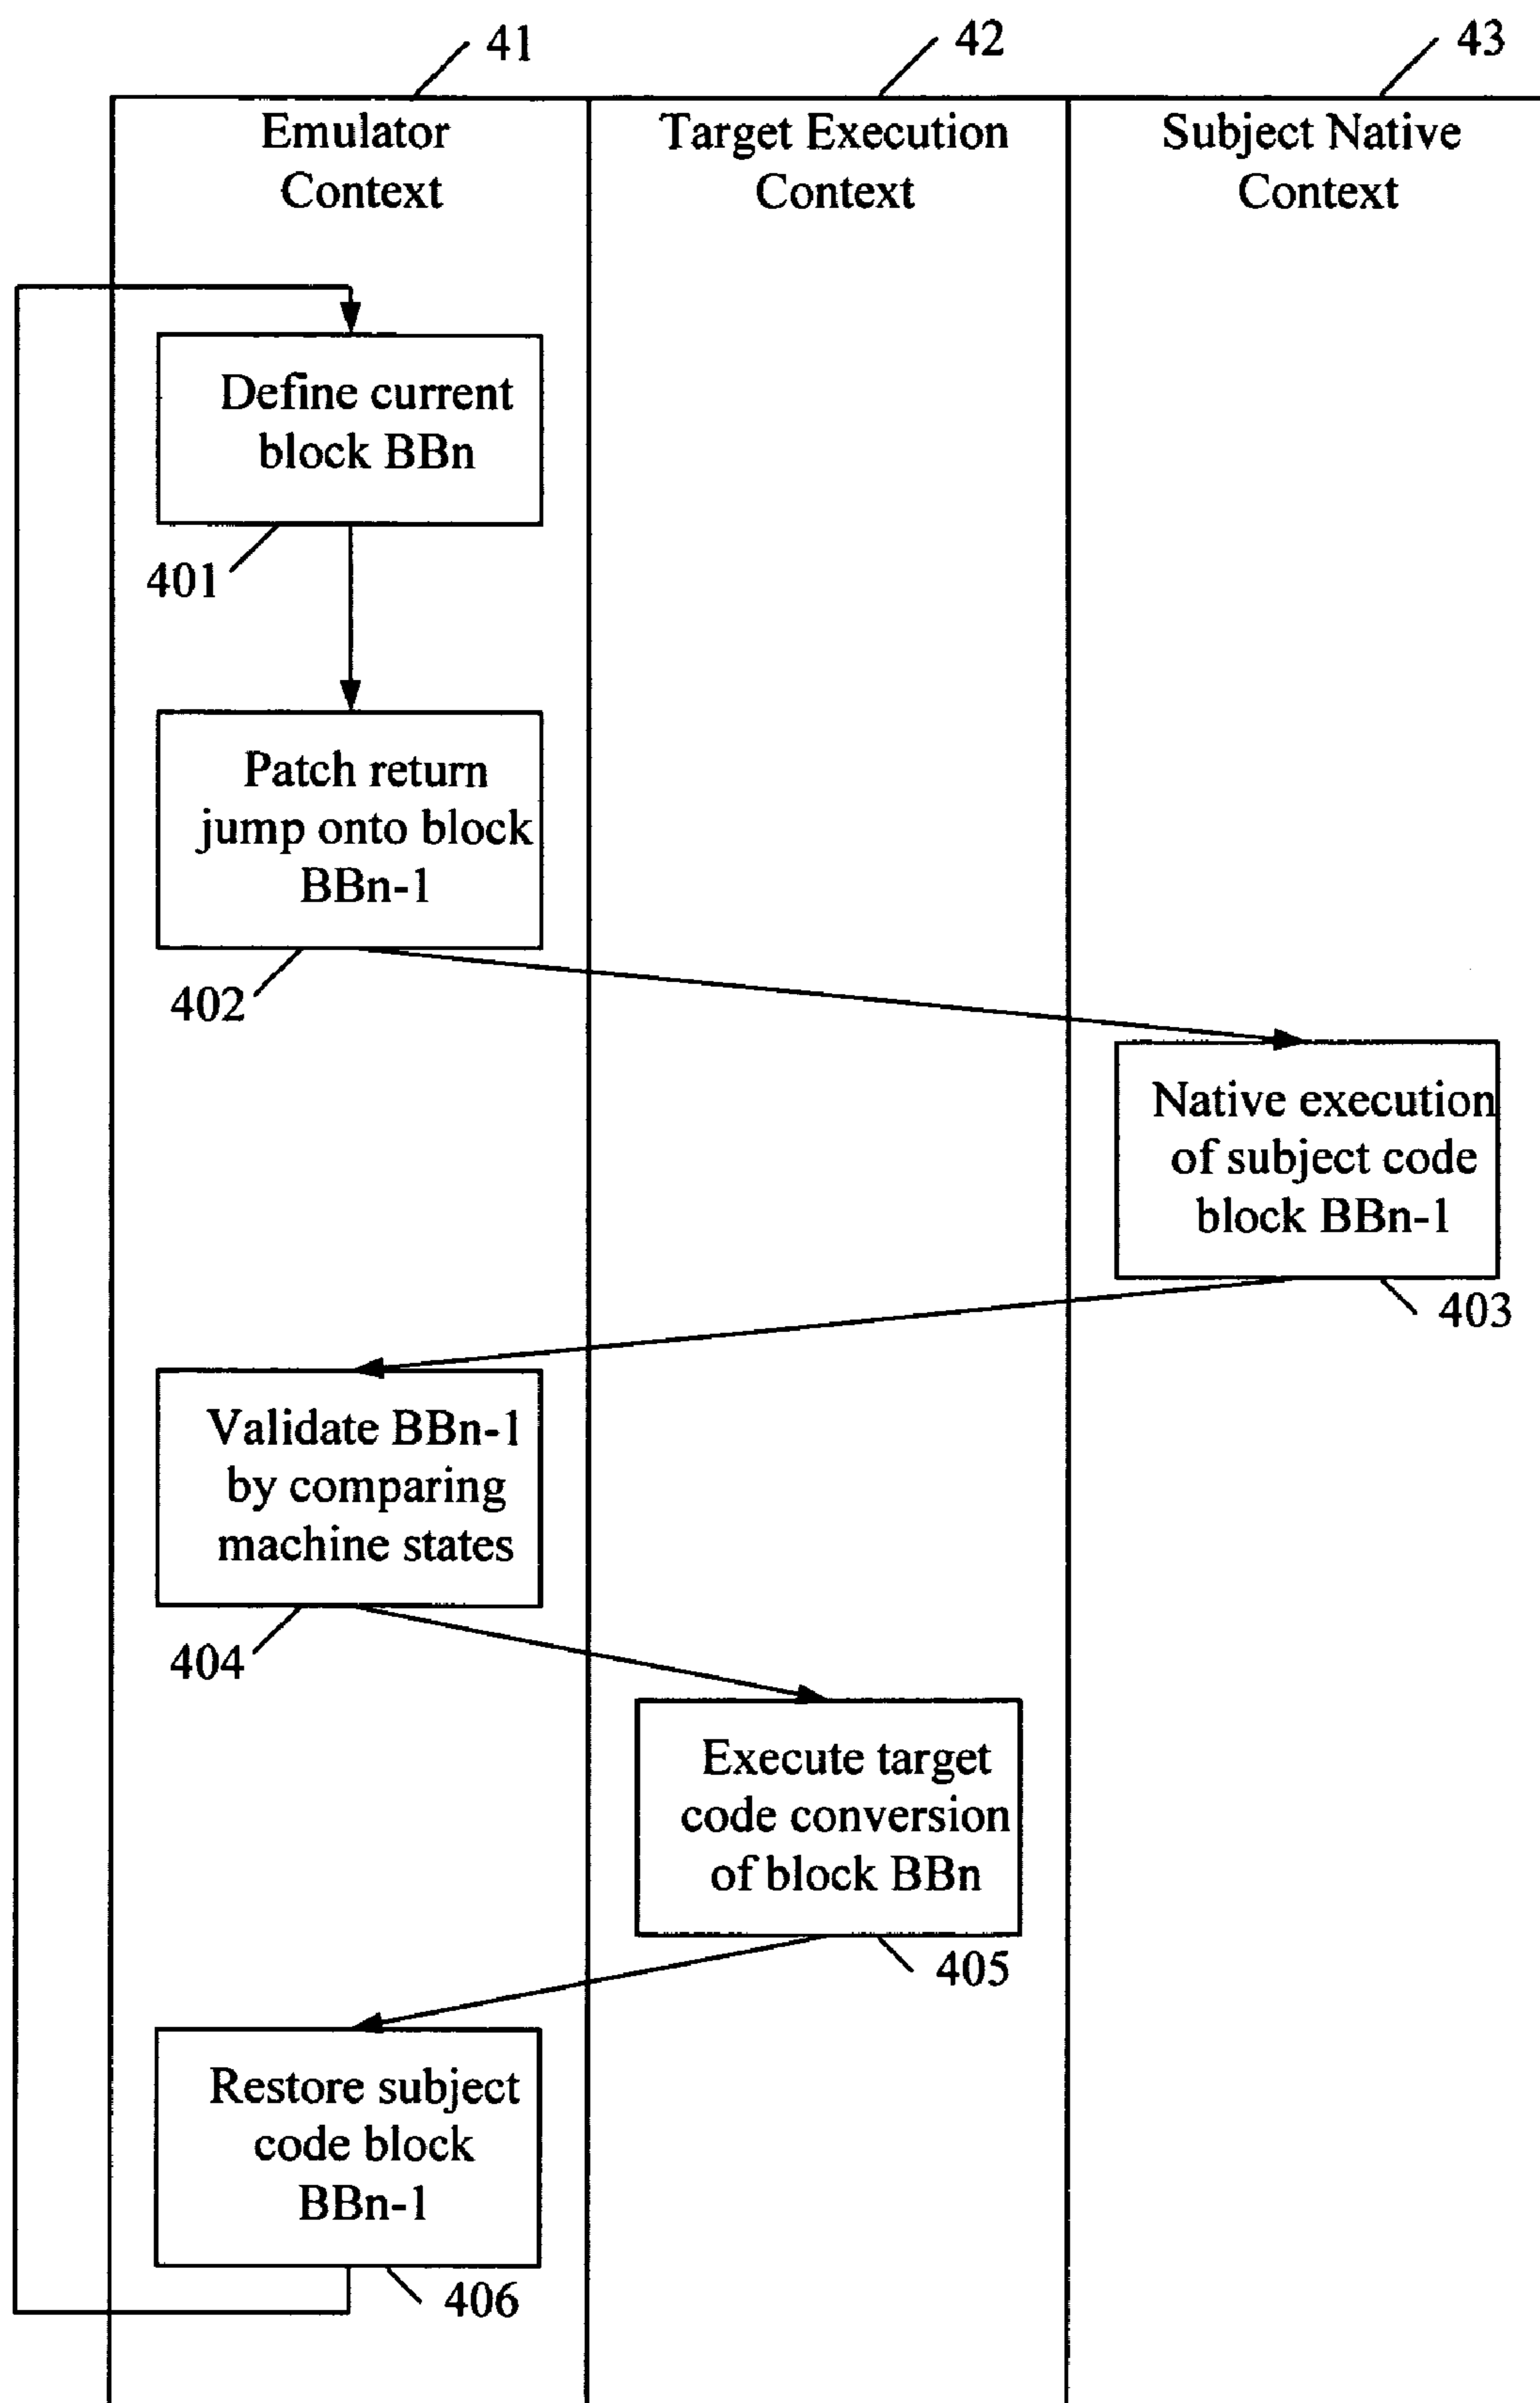 41
42
43
Emulator
Context
Target Execution
Context
Subject Native
Context
Define current
block BBn
401
Patch return
jump onto block
BBn-1
402
Native execution
of subject code
block BBn-1
403
Validate BBn-1
by comparing
machine states
404
Execute target
code conversion
of block BBn
405
Restore subject
code block
BBn-1
406